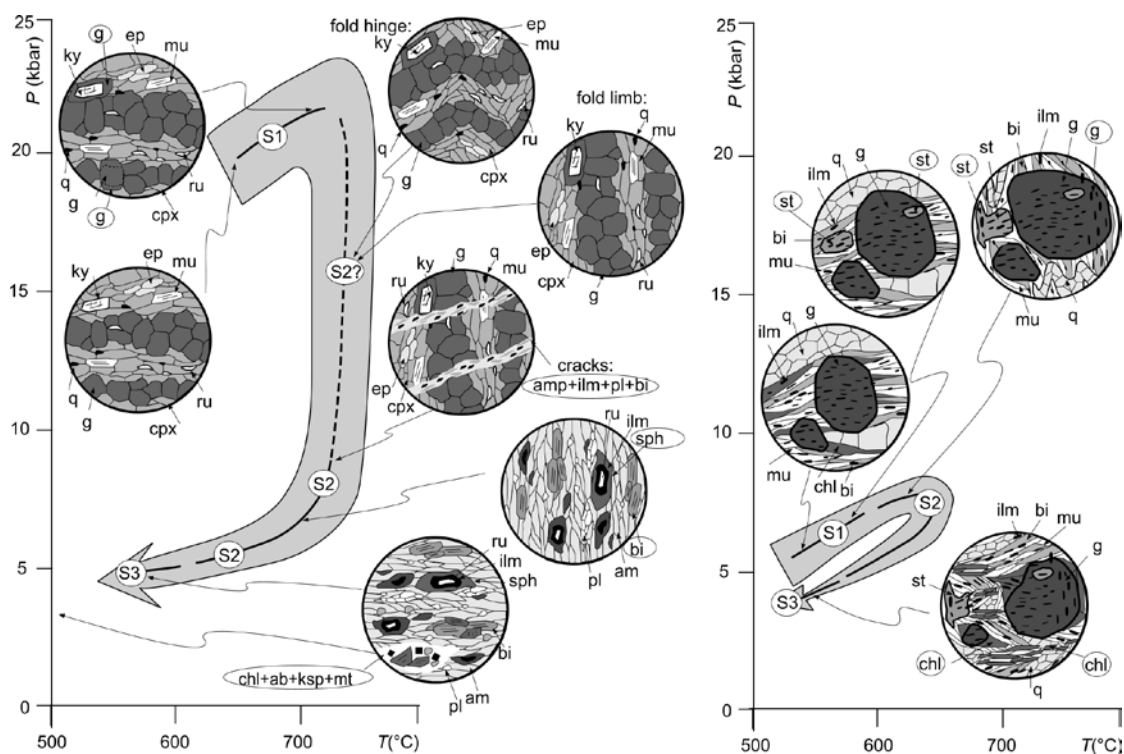 25
20
15
10
5
0
P (kbar)
500
600
700
T(°C)
ky
g
ep
mu
q
g
g
cpx
ru
S1
ky
ep
mu
q
g
cpx
ru
fold hinge:
ky
ep
mu
q
g
cpx
ru
fold limb:
ky
q
mu
ep
cpx
g
ru
S2?
ky
g
q
mu
ep
cpx
cracks:
amp+ilm+pl+bi
S2
ru
ilm
sph
bi
pl
am
S2
S3
ru
ilm
sph
bi
am
pl
chl+ab+ksp+mt
25
20
15
10
5
0
P (kbar)
500
600
700
T(°C)
ilm
q
g
st
st
bi
mu
st
st
bi
ilm
g
g
mu
q
ilm
q
g
mu
chl
bi
S1
S2
S3
ilm
bi
mu
g
st
chl
chl
q